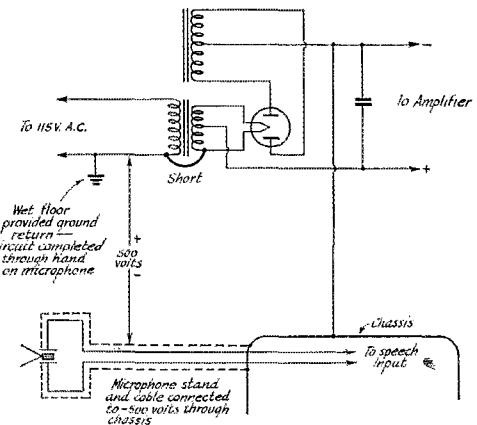 To 115V. A.C.
Short
−
To Amplifier
+
Wet floor
provided ground
return —
circuit completed
through hand
on microphone
+
500
volts
−
Chassis
To speech
Input
Microphone stand
and cable connected
to -500 volts through
chassis